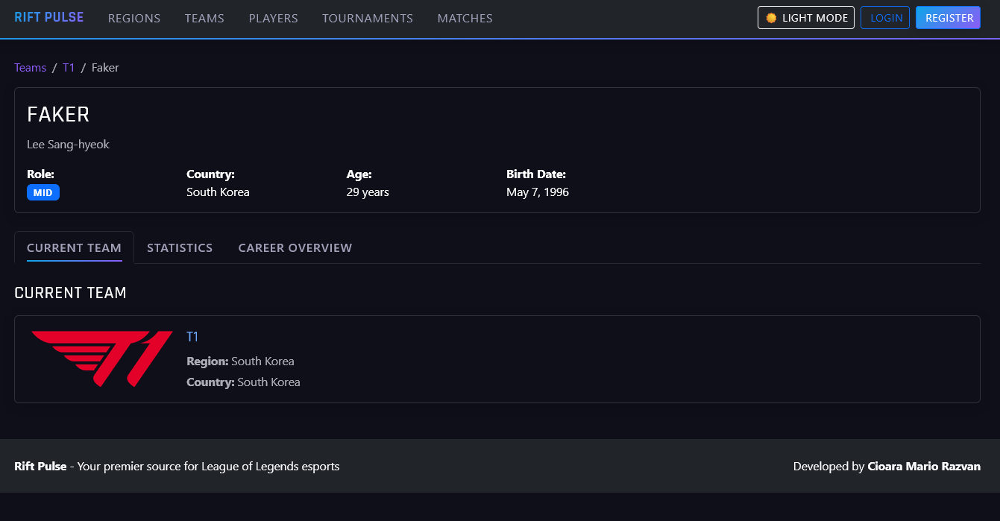 RIFT PULSE REGIONS TEAMS PLAYERS TOURNAMENTS MATCHES LIGHT MODE LOGIN REGISTER
Teams / T1 / Faker
FAKER
Lee Sang-hyeok
Role: Country: Age: Birth Date:
MID South Korea 29 years May 7, 1996
CURRENT TEAM STATISTICS CAREER OVERVIEW
CURRENT TEAM
T1
T1
Region: South Korea
Country: South Korea
Rift Pulse - Your premier source for League of Legends esports Developed by Cioara Mario Razvan